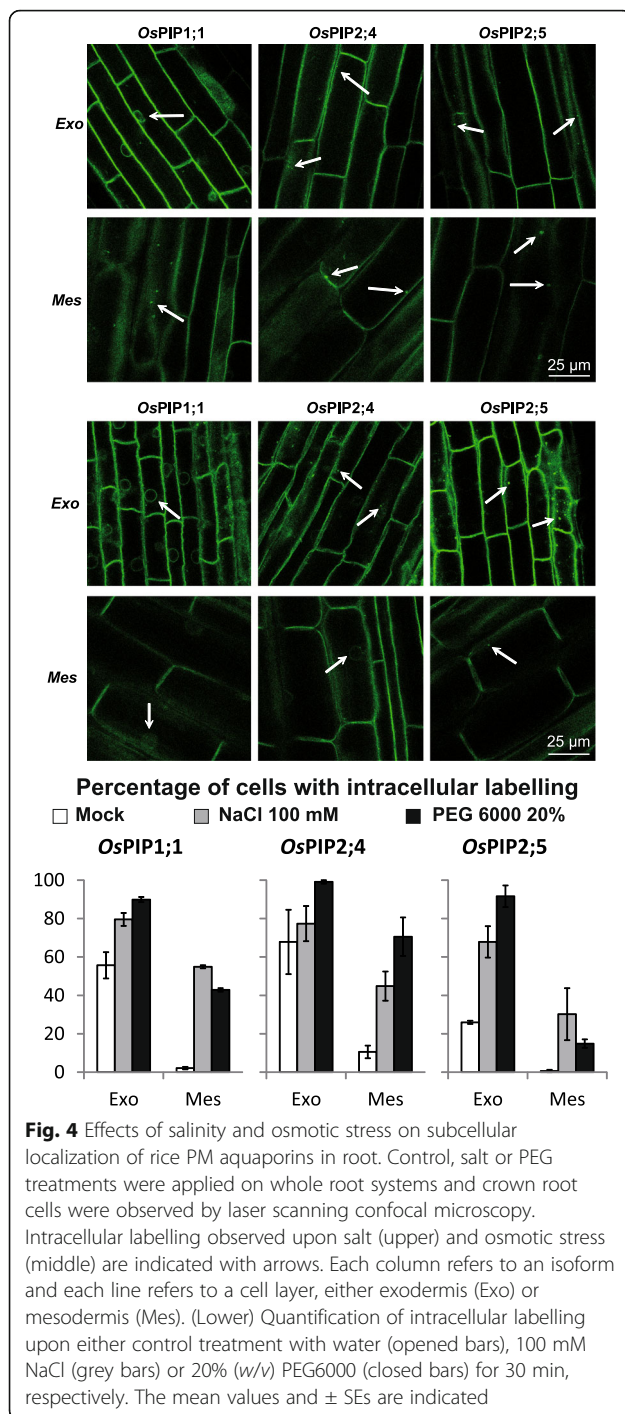 OsPIP1;1 OsPIP2;4 OsPIP2;5
Exo
Mes
25 µm
OsPIP1;1 OsPIP2;4 OsPIP2;5
Exo
Mes
25 µm
Percentage of cells with intracellular labelling
Mock NaCl 100 mM PEG 6000 20%
OsPIP1;1 OsPIP2;4 OsPIP2;5
100
80
60
40
20
0
Exo Mes Exo Mes Exo Mes
Fig. 4 Effects of salinity and osmotic stress on subcellular
localization of rice PM aquaporins in root. Control, salt or PEG
treatments were applied on whole root systems and crown root
cells were observed by laser scanning confocal microscopy.
Intracellular labelling observed upon salt (upper) and osmotic stress
(middle) are indicated with arrows. Each column refers to an isoform
and each line refers to a cell layer, either exodermis (Exo) or
mesodermis (Mes). (Lower) Quantification of intracellular labelling
upon either control treatment with water (opened bars), 100 mM
NaCl (grey bars) or 20% (w/v) PEG6000 (closed bars) for 30 min,
respectively. The mean values and ± SEs are indicated